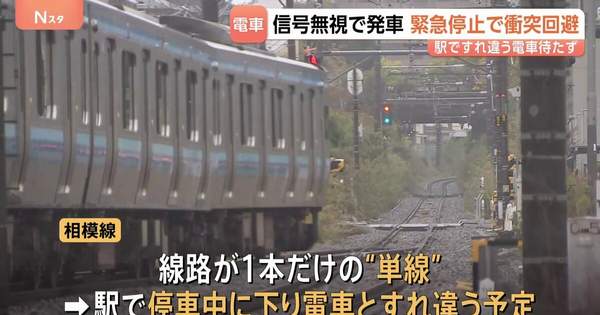 Nスタ
電車 信号無視で発車 緊急停止で衝突回避
駅ですれ違う電車待たず
相模線
線路が1本だけの“単線”
➡駅で停車中に下り電車とすれ違う予定